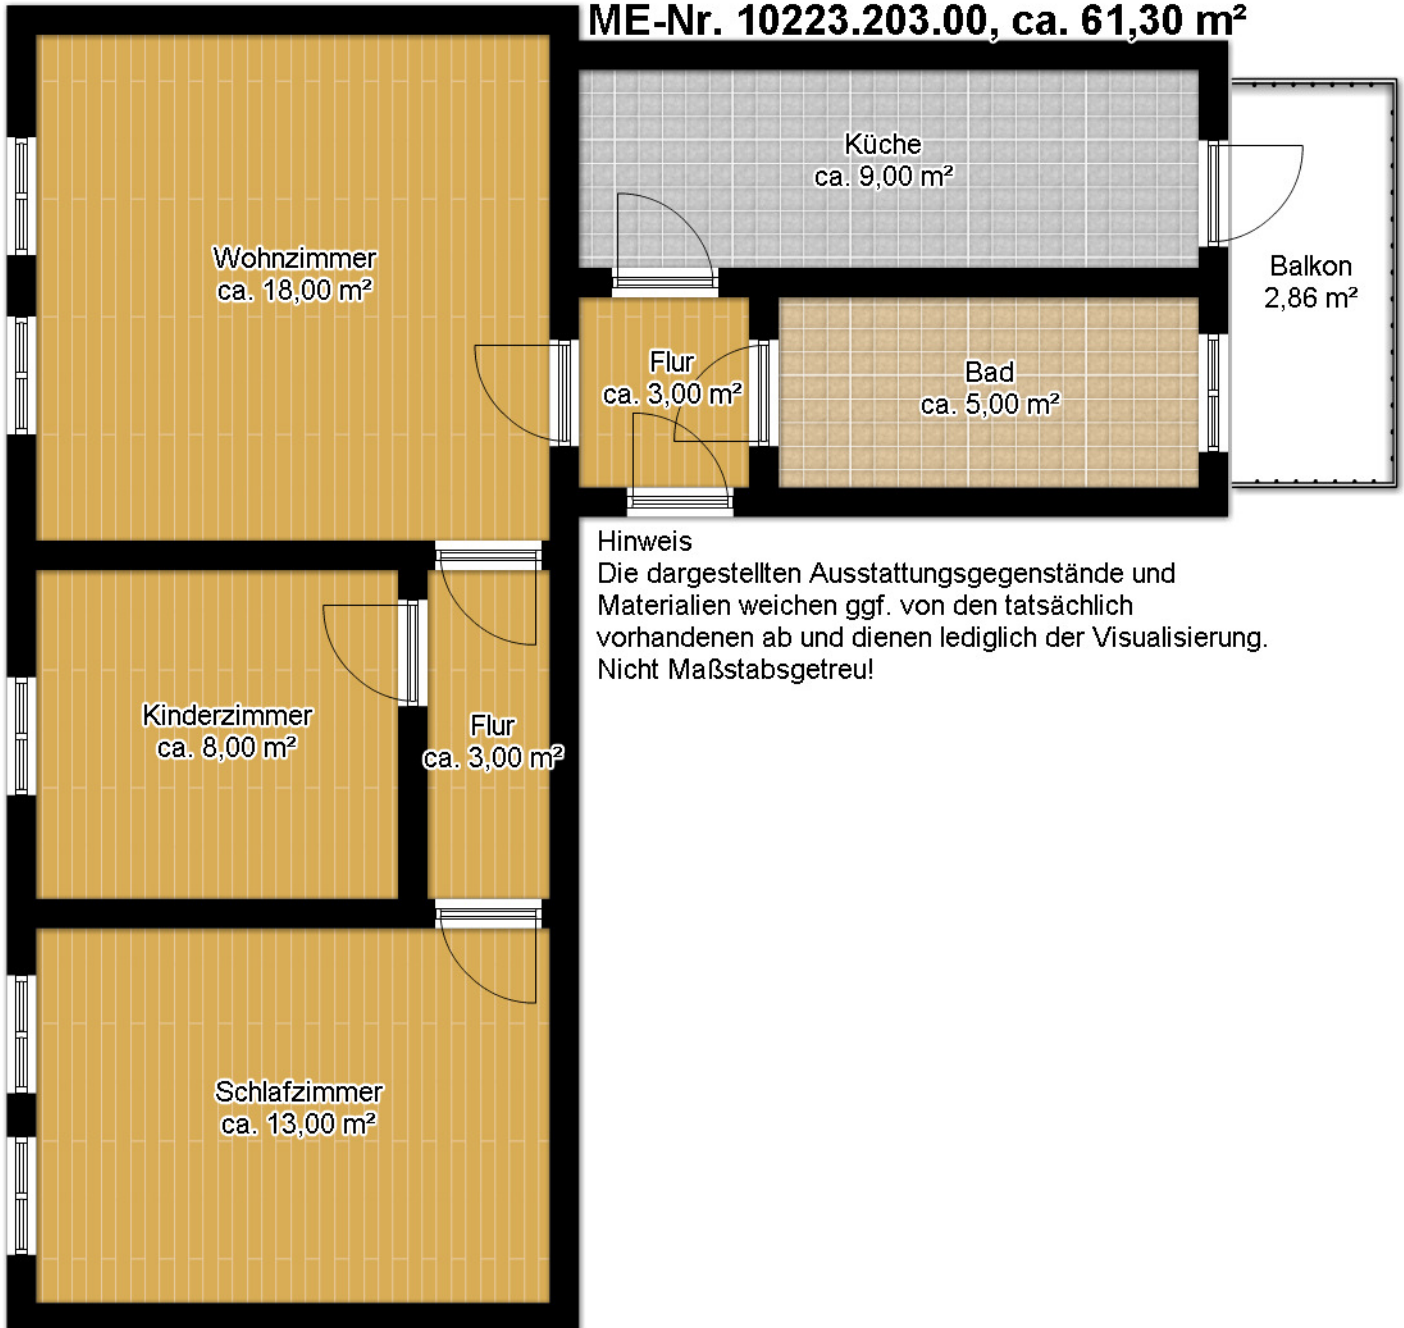 ME-Nr. 10223.203.00, ca. 61,30 m²
Küche
ca. 9,00 m²
Wohnzimmer
ca. 18,00 m²
Balkon
2,86 m²
Flur
ca. 3,00 m²
Bad
ca. 5,00 m²
Hinweis
Die dargestellten Ausstattungsgegenstände und
Materialien weichen ggf. von den tatsächlich
vorhandenen ab und dienen lediglich der Visualisierung.
Nicht Maßstabsgetreu!
Kinderzimmer
ca. 8,00 m²
Flur
ca. 3,00 m²
Schlafzimmer
ca. 13,00 m²